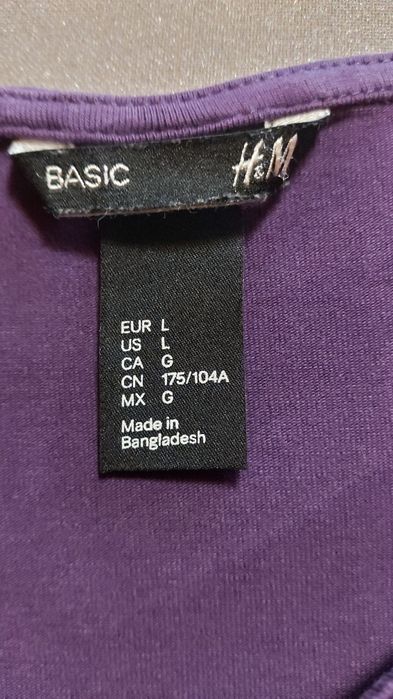 BASIC H&M
EUR L
US L
CA G
CN 175/104A
MX G
Made in
Bangladesh